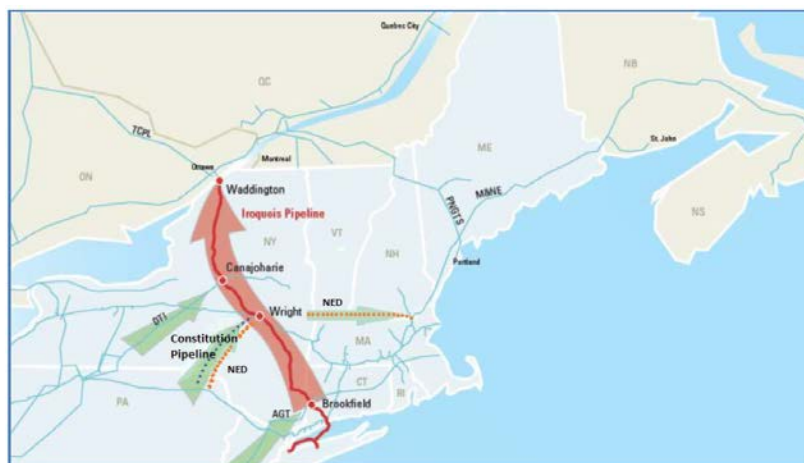 Quebec City
QC
NB
TCPL
St. John
ME
Ottawa
Montreal
ON
Waddington
M&NE
PNGTS
NS
Iroquois Pipeline
VT
NY
NH
Canajoharie
Portland
NED
Wright
DTI
Constitution
Pipeline
MA
NED
CT
RI
PA
AGT
Brookfield